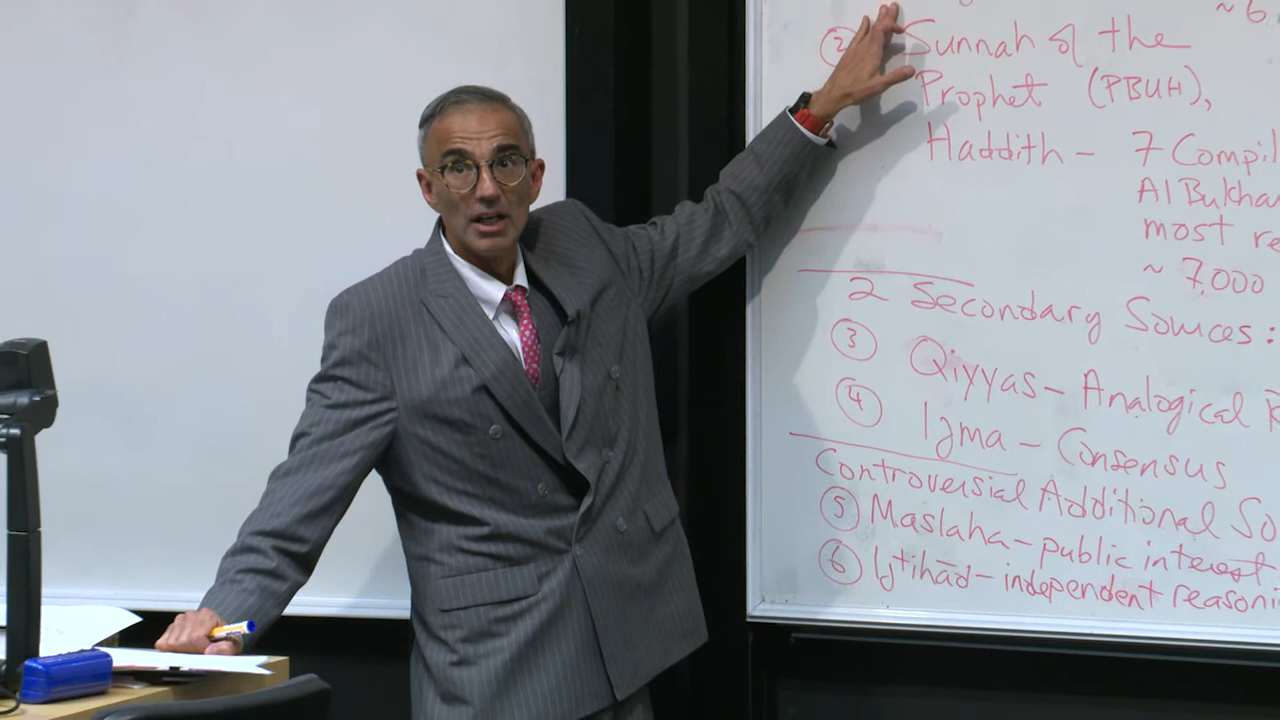 ~6,
② Sunnah of the
Prophet (PBUH),
Haddith - 7 Compil
Al Bukha
most re
~ 7,000
2 Secondary Sources:
③ Qiyyas - Analogical R
④ Ijma - Consensus
Controversial Additional So
⑤ Maslaha - public interest
⑥ Ijtihād - independent reasoni